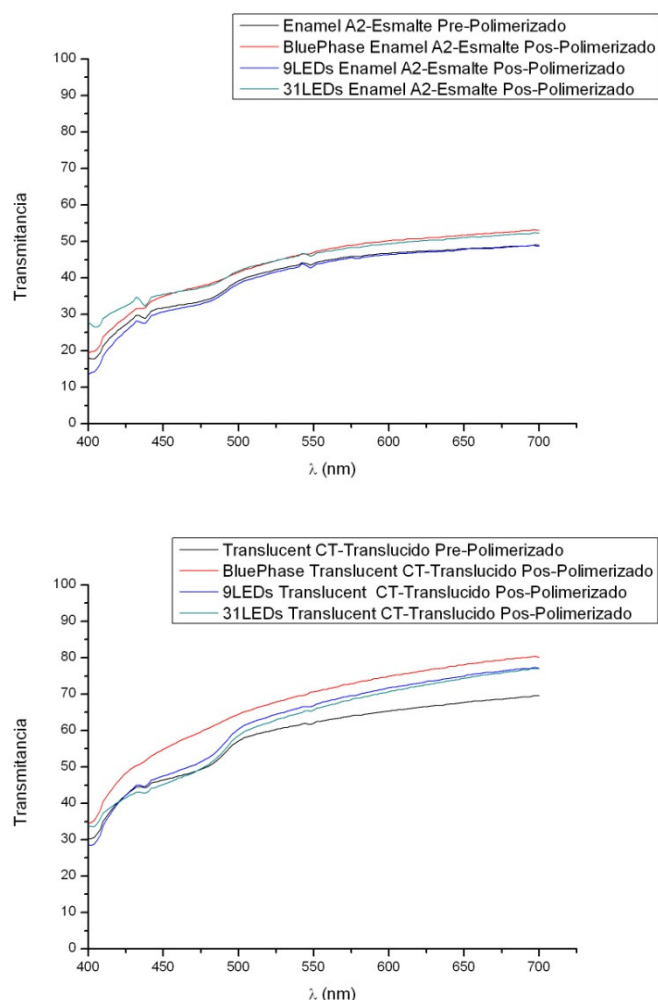 Enamel A2-Esmalte Pre-Polimerizado
BluePhase Enamel A2-Esmalte Pos-Polimerizado
9LEDs Enamel A2-Esmalte Pos-Polimerizado
31LEDs Enamel A2-Esmalte Pos-Polimerizado
100
90
80
70
60
50
40
30
20
10
0
Transmitancia
400 450 500 550 600 650 700
λ (nm)
Translucent CT-Translucido Pre-Polimerizado
BluePhase Translucent CT-Translucido Pos-Polimerizado
9LEDs Translucent CT-Translucido Pos-Polimerizado
31LEDs Translucent CT-Translucido Pos-Polimerizado
100
90
80
70
60
50
40
30
20
10
0
Transmitancia
400 450 500 550 600 650 700
λ (nm)